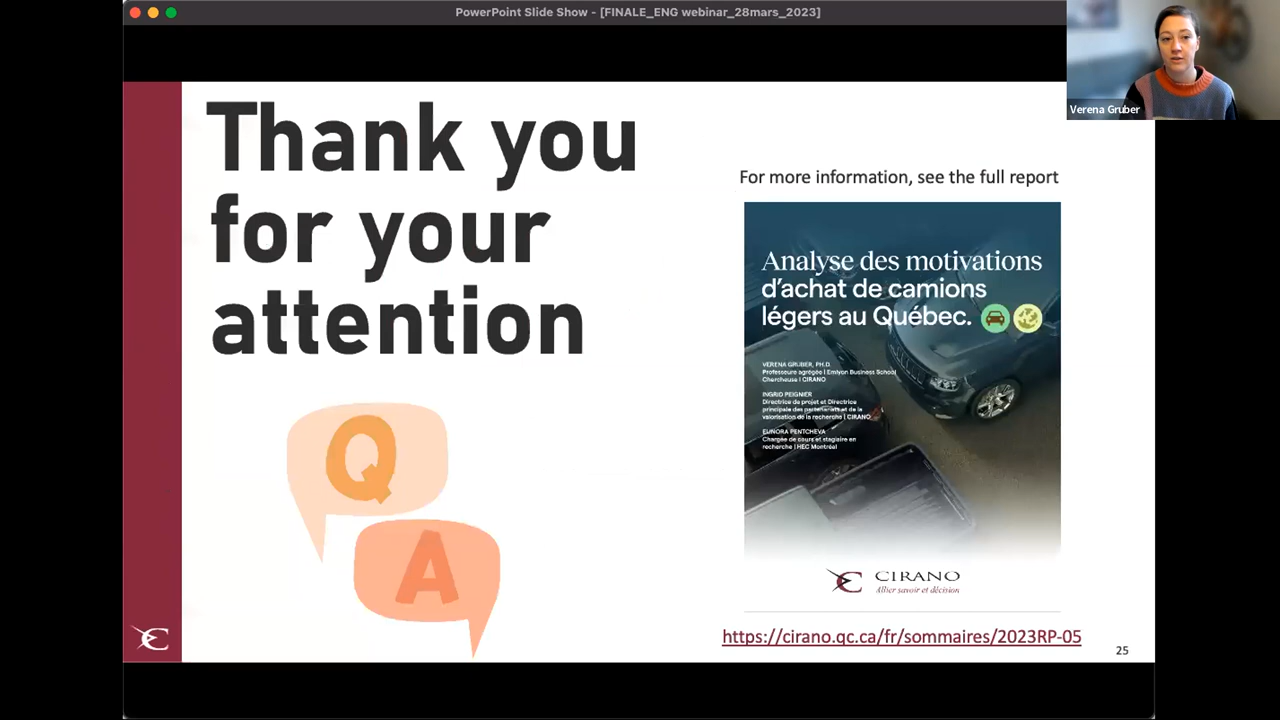 PowerPoint Slide Show - [FINALE_ENG webinar_28mars_2023]
Verena Gruber
Thank you
for your
attention
Q
A
For more information, see the full report
Analyse des motivations
d'achat de camions
légers au Québec.
VERENA GRUBER, PH.D.
Professeure agrégée | Emlyon Business School
Chercheuse | CIRANO
INGRID PEIGNIER
Directrice de projet et Directrice
principale des partenariats et de la
valorisation de la recherche | CIRANO
ELINORA PENTCHEVA
Chargée de cours et stagiaire en
recherche | HEC Montréal
CIRANO
Allier savoir et décision
https://cirano.qc.ca/fr/sommaires/2023RP-05
25